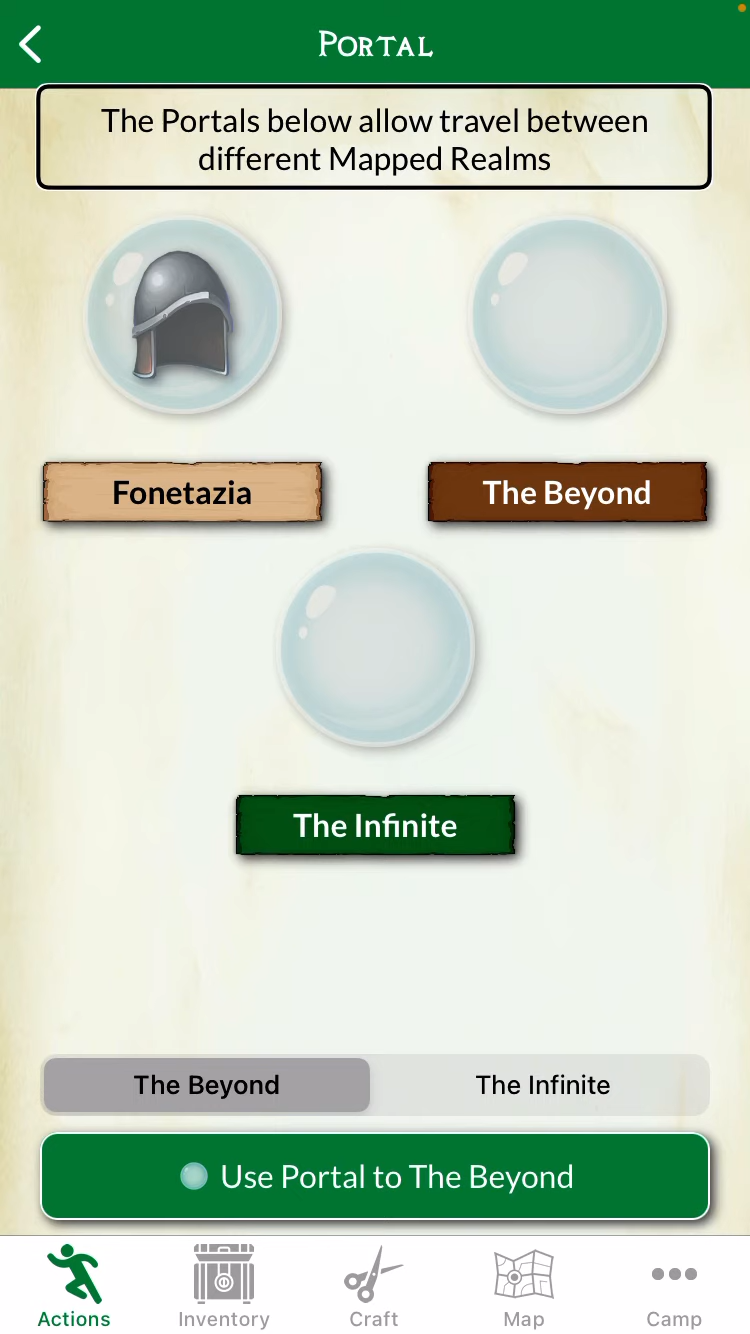 Portal
The Portals below allow travel between
different Mapped Realms
Fonetazia
The Beyond
The Infinite
The Beyond
The Infinite
Use Portal to The Beyond
Actions
Inventory
Craft
Map
Camp